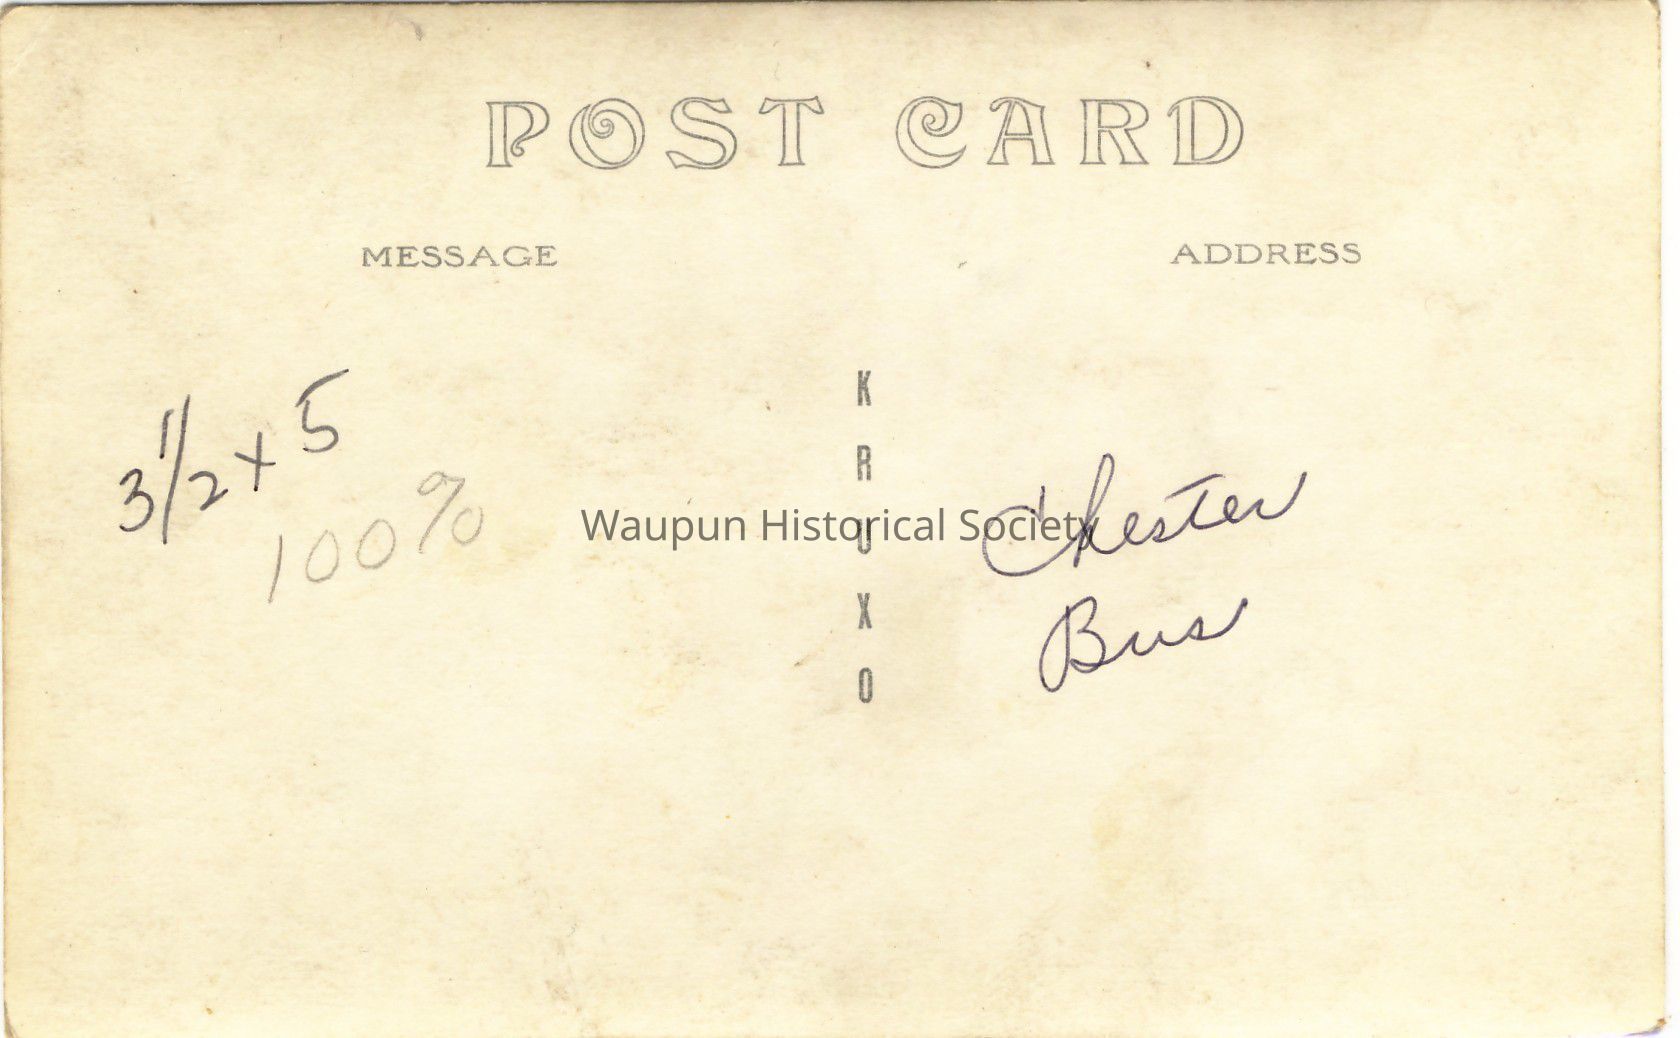 POST CARD
MESSAGE
ADDRESS
3 1/2 x 5
100%
KRUXO
Waupun Historical Society
Chester
Bus